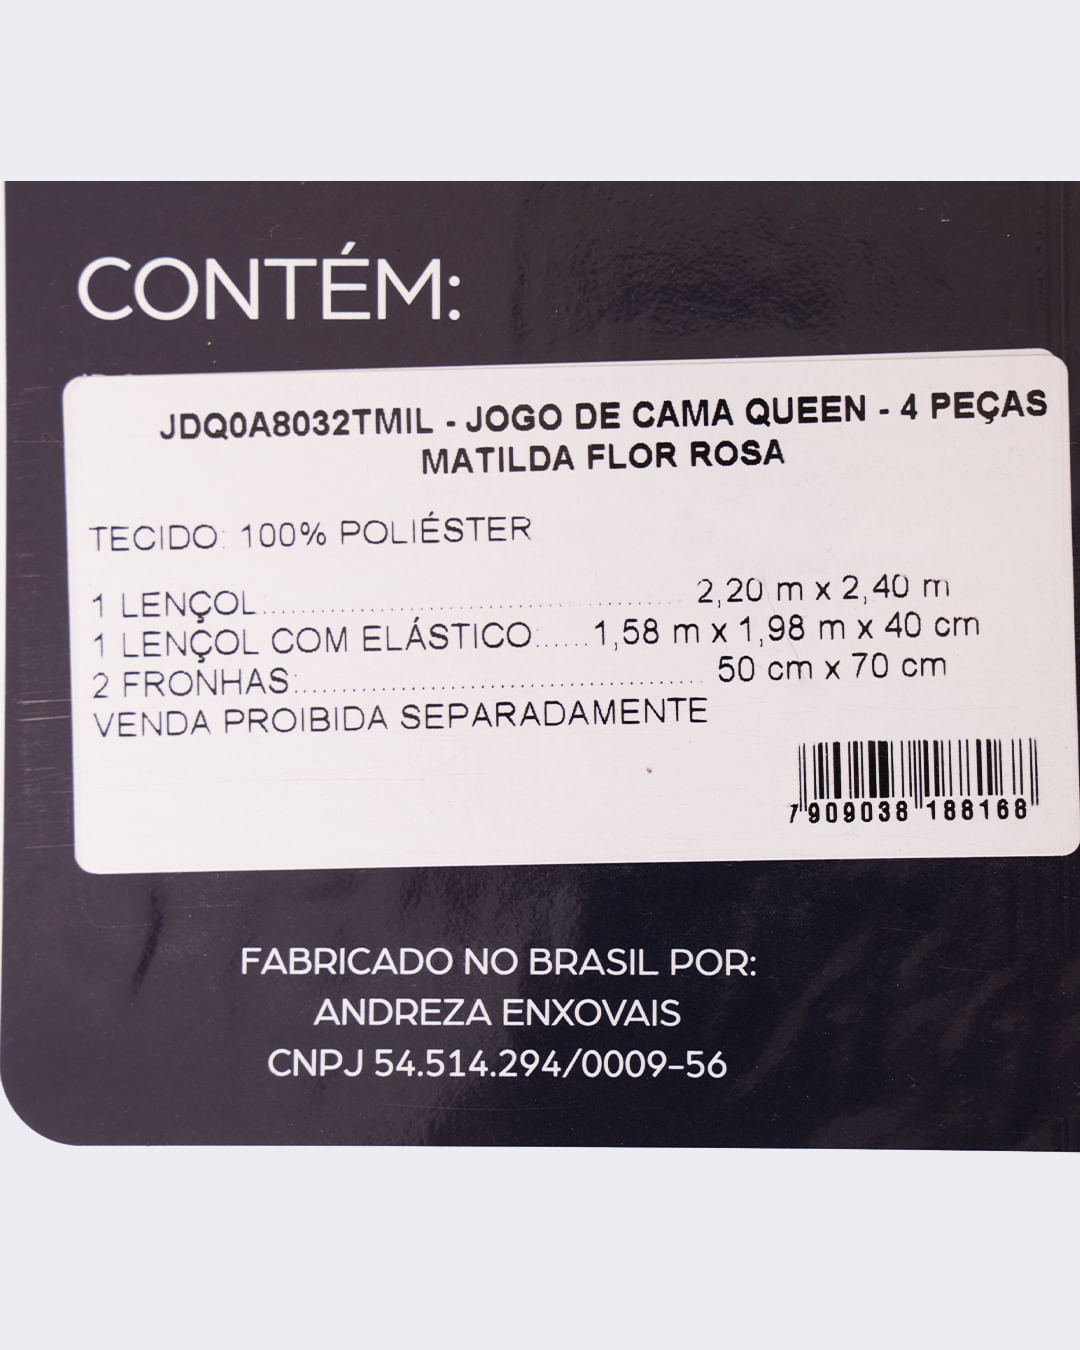 CONTÉM:
JDQ0A8032TMIL - JOGO DE CAMA QUEEN - 4 PEÇAS
MATILDA FLOR ROSA
TECIDO: 100% POLIÉSTER
1 LENÇOL.......................................... 2,20 m x 2,40 m
1 LENÇOL COM ELÁSTICO:..... 1,58 m x 1,98 m x 40 cm
2 FRONHAS:........................................ 50 cm x 70 cm
VENDA PROIBIDA SEPARADAMENTE
7 909038 188168
FABRICADO NO BRASIL POR:
ANDREZA ENXOVAIS
CNPJ 54.514.294/0009-56